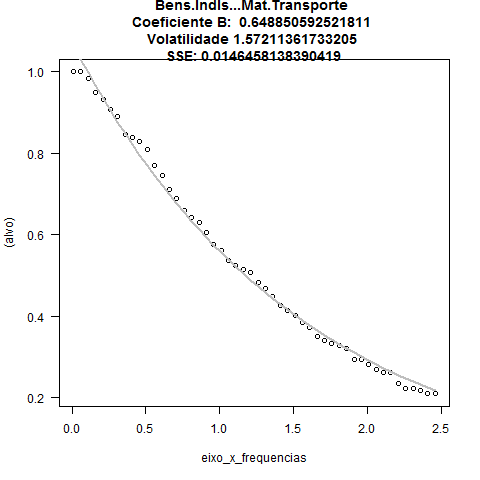 Bens.Indis...Mat.Transporte
Coeficiente B:  0.648850592521811
Volatilidade 1.57211361733205
SSE: 0.0146458138390419
1.0
0.8
0.6
0.4
0.2
(alvo)
0.0 0.5 1.0 1.5 2.0 2.5
eixo_x_frequencias